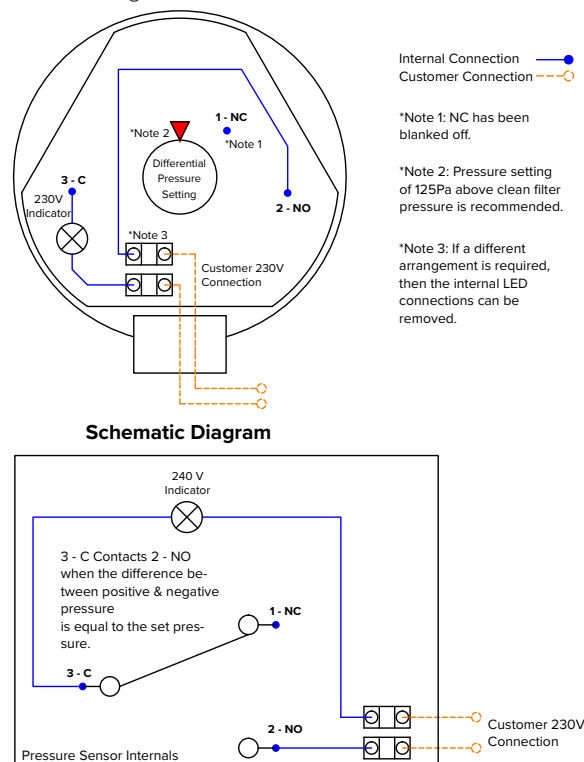 Internal Connection
Customer Connection
*Note 1: NC has been
blanked off.
*Note 2: Pressure setting
of 125Pa above clean filter
pressure is recommended.
*Note 3: If a different
arrangement is required,
then the internal LED
connections can be
removed.
1 - NC
*Note 2
*Note 1
Differential
Pressure
Setting
3 - C
230V
Indicator
2 - NO
*Note 3
Customer 230V
Connection
Schematic Diagram
240 V
Indicator
3 - C Contacts 2 - NO
when the difference be-
tween positive & negative
pressure
is equal to the set pres-
sure.
1 - NC
3 - C
2 - NO
Customer 230V
Connection
Pressure Sensor Internals